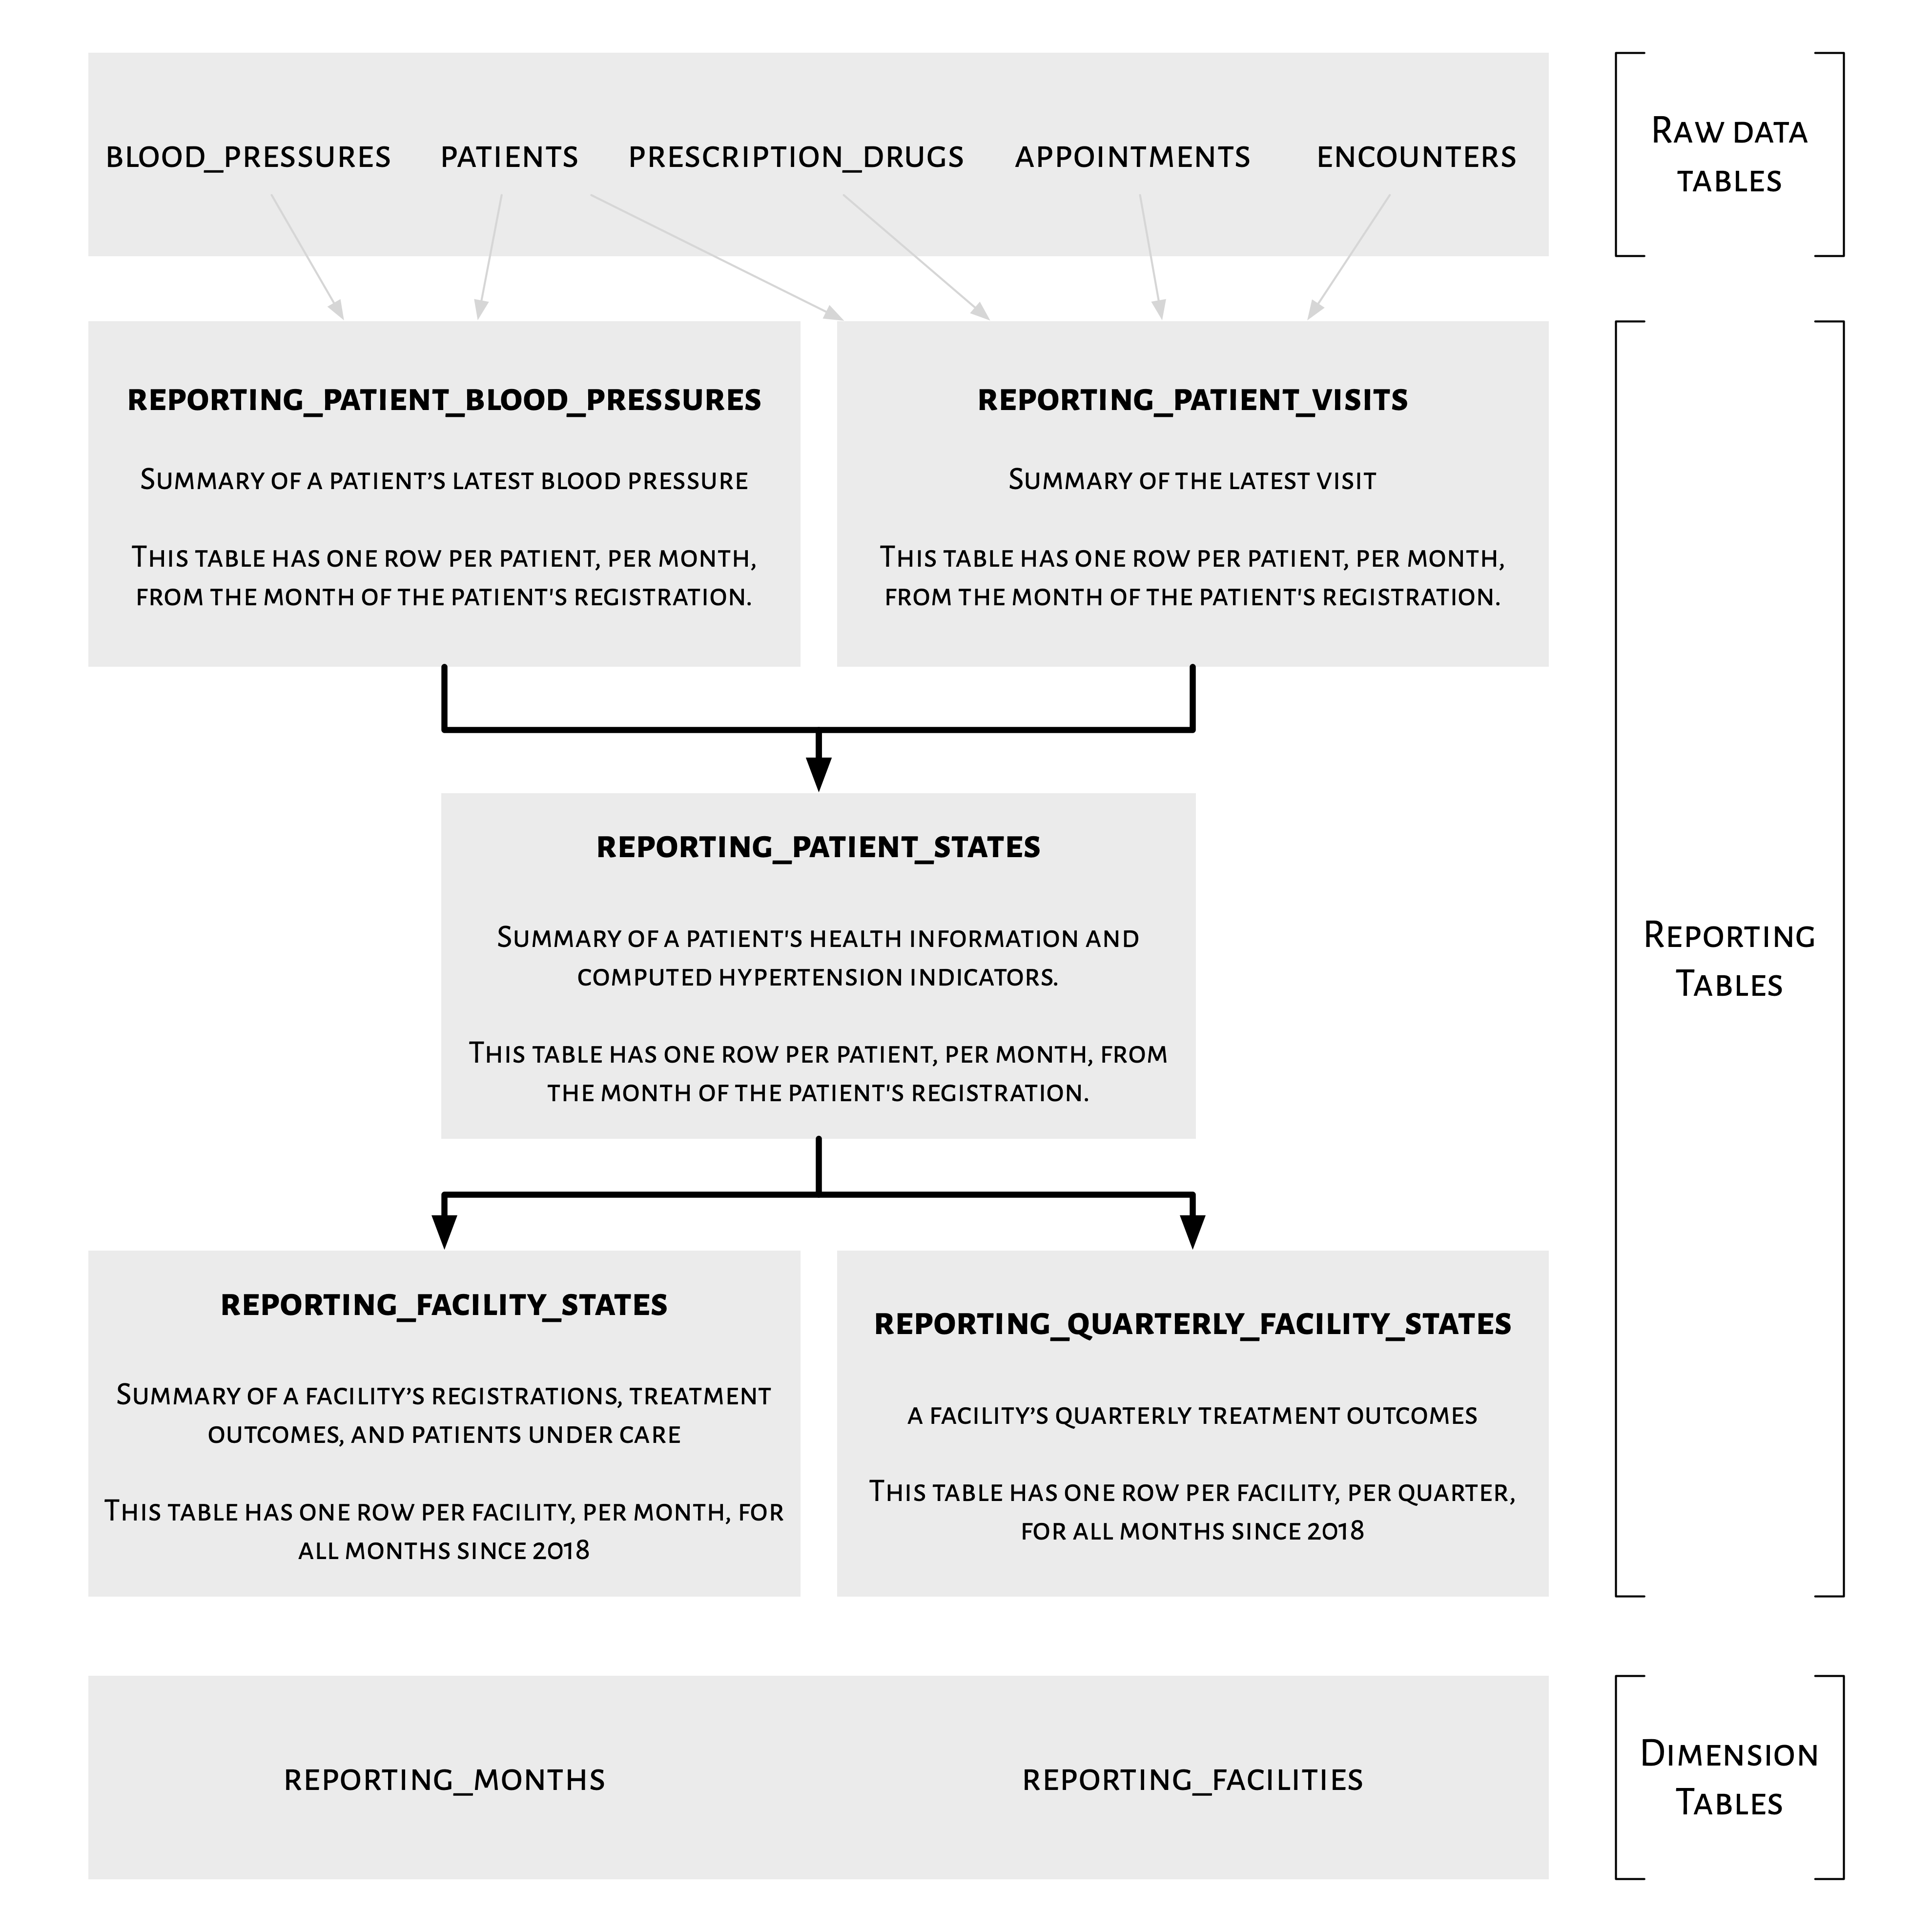 BLOOD_PRESSURES PATIENTS PRESCRIPTION_DRUGS APPOINTMENTS ENCOUNTERS
Raw data
tables
REPORTING_PATIENT_BLOOD_PRESSURES
Summary of a patient’s latest blood pressure
This table has one row per patient, per month,
from the month of the patient's registration.
REPORTING_PATIENT_VISITS
Summary of the latest visit
This table has one row per patient, per month,
from the month of the patient's registration.
REPORTING_PATIENT_STATES
Summary of a patient's health information and
computed hypertension indicators.
This table has one row per patient, per month, from
the month of the patient's registration.
Reporting
Tables
REPORTING_FACILITY_STATES
Summary of a facility’s registrations, treatment
outcomes, and patients under care
This table has one row per facility, per month, for
all months since 2018
REPORTING_QUARTERLY_FACILITY_STATES
a facility’s quarterly treatment outcomes
This table has one row per facility, per quarter,
for all months since 2018
REPORTING_MONTHS REPORTING_FACILITIES
Dimension
Tables